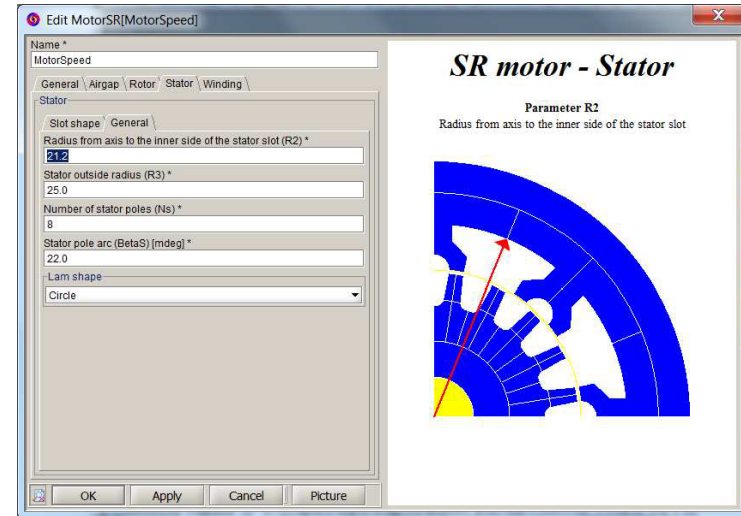 Edit MotorSR[MotorSpeed]
Name *
MotorSpeed
General Airgap Rotor Stator Winding
Stator
Slot shape General
Radius from axis to the inner side of the stator slot (R2) *
21.2
Stator outside radius (R3) *
25.0
Number of stator poles (Ns) *
8
Stator pole arc (BetaS) [mdeg] *
22.0
Lam shape
Circle
OK Apply Cancel Picture
SR motor - Stator
Parameter R2
Radius from axis to the inner side of the stator slot